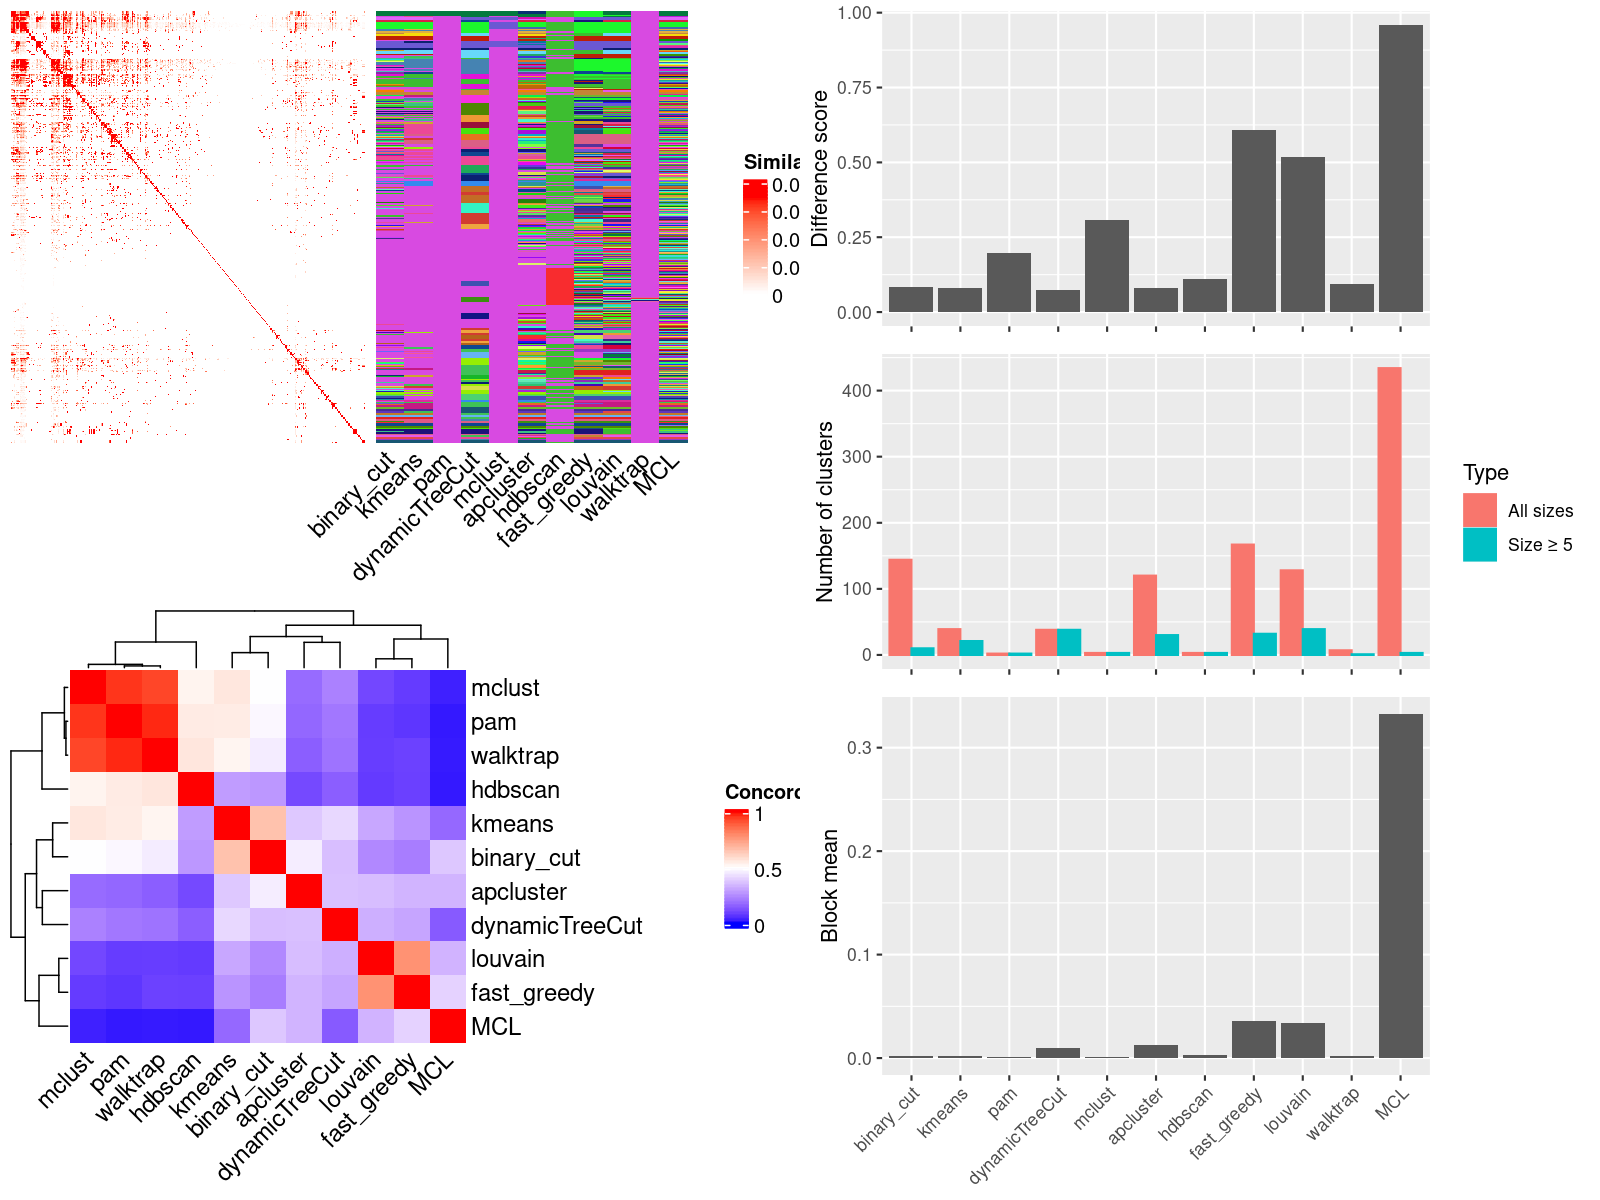 Simila
0.0
0.0
0.0
0.0
0
binary_cut
kmeans
pam
dynamicTreeCut
mclust
apcluster
hdbscan
fast_greedy
louvain
walktrap
MCL
mclust
pam
walktrap
hdbscan
kmeans
binary_cut
apcluster
dynamicTreeCut
louvain
fast_greedy
MCL
mclust
pam
walktrap
hdbscan
kmeans
binary_cut
apcluster
dynamicTreeCut
louvain
fast_greedy
MCL
Concord
1
0.5
0
Difference score
1.00
0.75
0.50
0.25
0.00
Number of clusters
400
300
200
100
0
Type
All sizes
Size ≥ 5
Block mean
0.3
0.2
0.1
0.0
binary_cut
kmeans
pam
dynamicTreeCut
mclust
apcluster
hdbscan
fast_greedy
louvain
walktrap
MCL